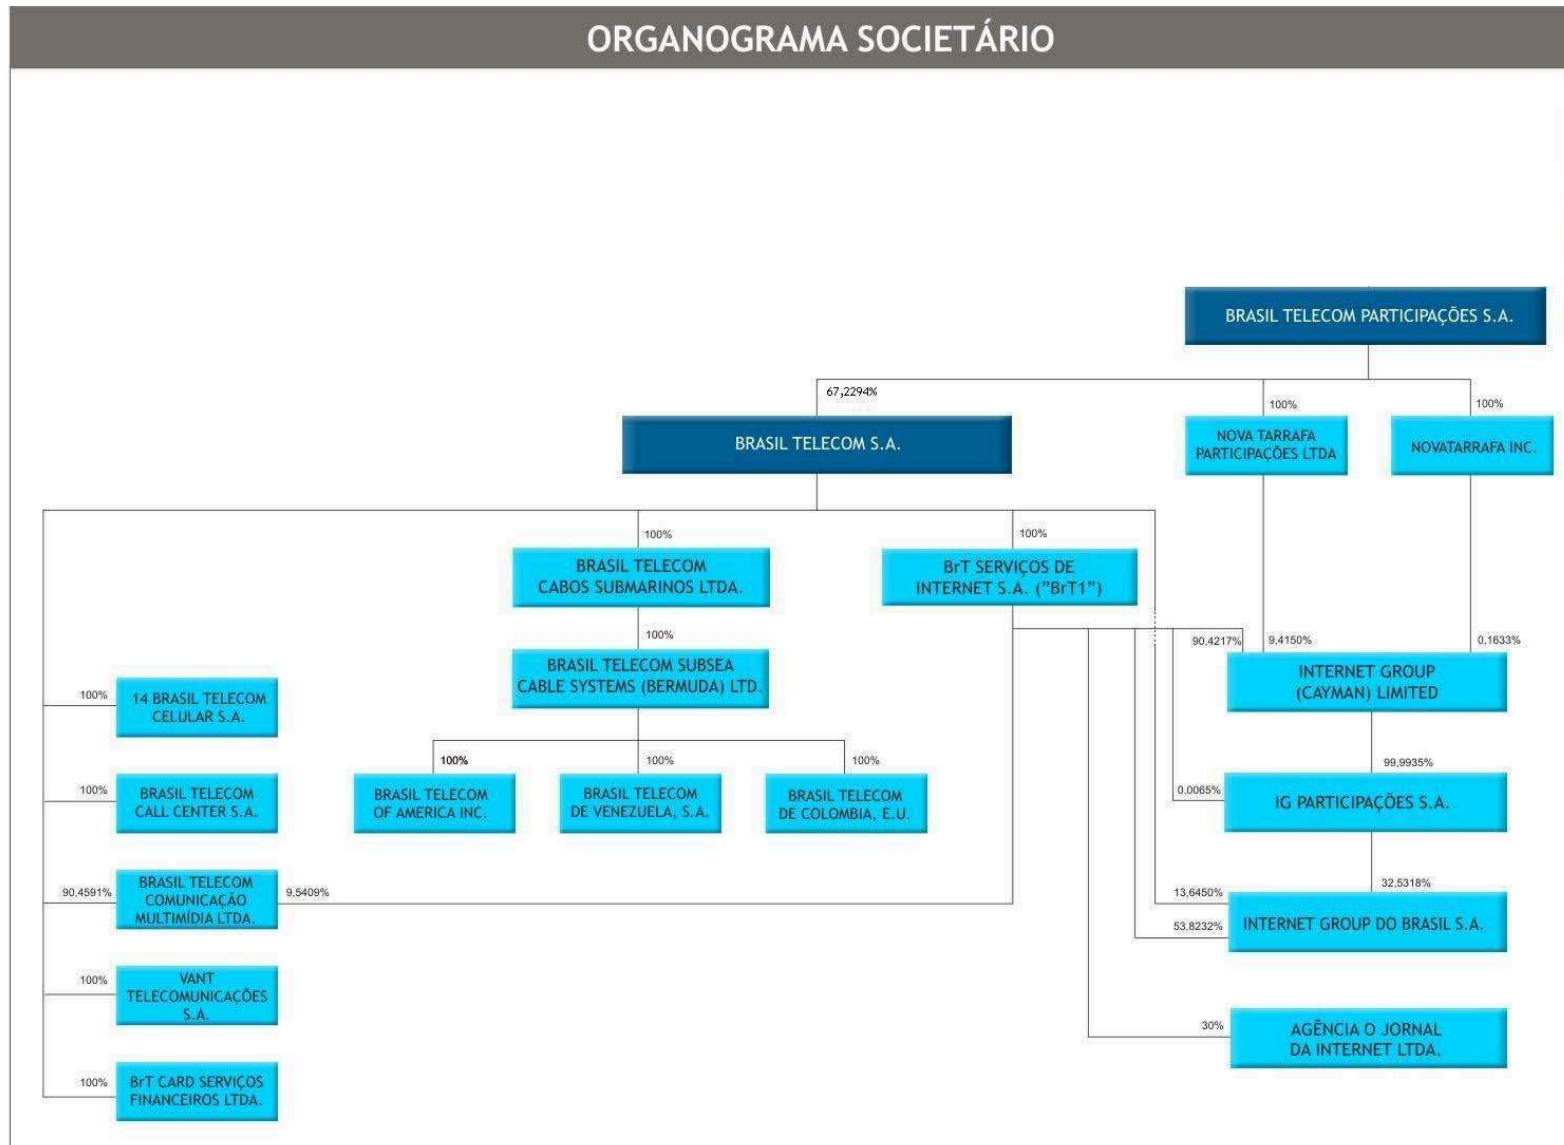 ORGANOGRAMA SOCIETÁRIO
BRASIL TELECOM PARTICIPAÇÕES S.A.
67,2294%
100%
100%
BRASIL TELECOM S.A.
NOVA TARRAFA
PARTICIPAÇÕES LTDA
NOVATARRAFA INC.
100%
100%
BRASIL TELECOM
CABOS SUBMARINOS LTDA.
BrT SERVIÇOS DE
INTERNET S.A. (”BrT1”)
100%
90,4217%
9,4150%
0,1633%
BRASIL TELECOM SUBSEA
CABLE SYSTEMS (BERMUDA) LTD.
INTERNET GROUP
(CAYMAN) LIMITED
100%
14 BRASIL TELECOM
CELULAR S.A.
100%
100%
100%
99,9935%
100%
BRASIL TELECOM
CALL CENTER S.A.
BRASIL TELECOM
OF AMERICA INC.
BRASIL TELECOM
DE VENEZUELA, S.A.
BRASIL TELECOM
DE COLOMBIA, E.U.
0,0065%
IG PARTICIPAÇÕES S.A.
32,5318%
90,4591%
BRASIL TELECOM
COMUNICAÇÃO
MULTIMÍDIA LTDA.
9,5409%
13,6450%
53,8232%
INTERNET GROUP DO BRASIL S.A.
100%
VANT
TELECOMUNICAÇÕES
S.A.
30%
AGÊNCIA O JORNAL
DA INTERNET LTDA.
100%
BrT CARD SERVIÇOS
FINANCEIROS LTDA.